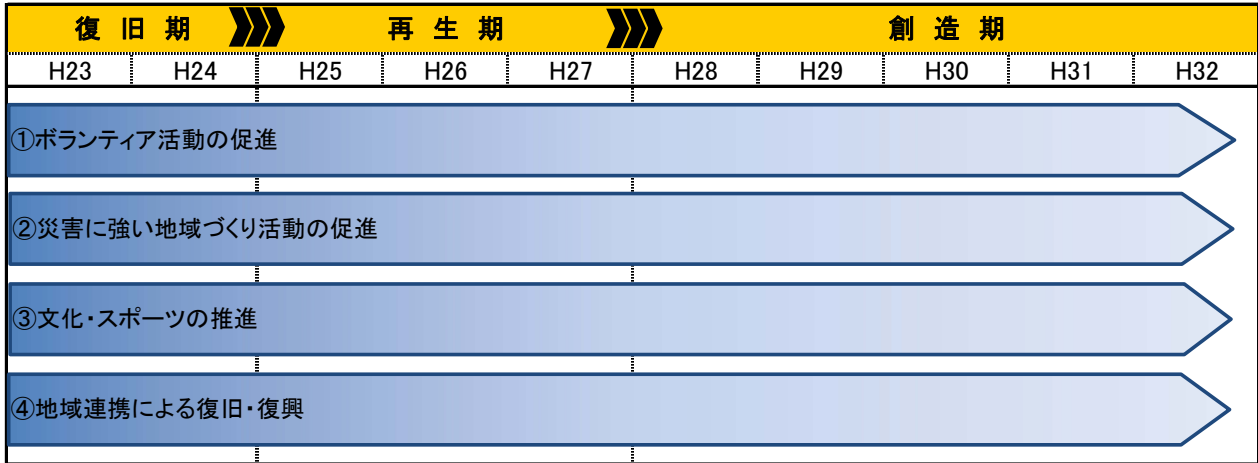 復旧期 再生期 創造期
H23 H24 H25 H26 H27 H28 H29 H30 H31 H32
①ボランティア活動の促進
②災害に強い地域づくり活動の促進
③文化・スポーツの推進
④地域連携による復旧・復興